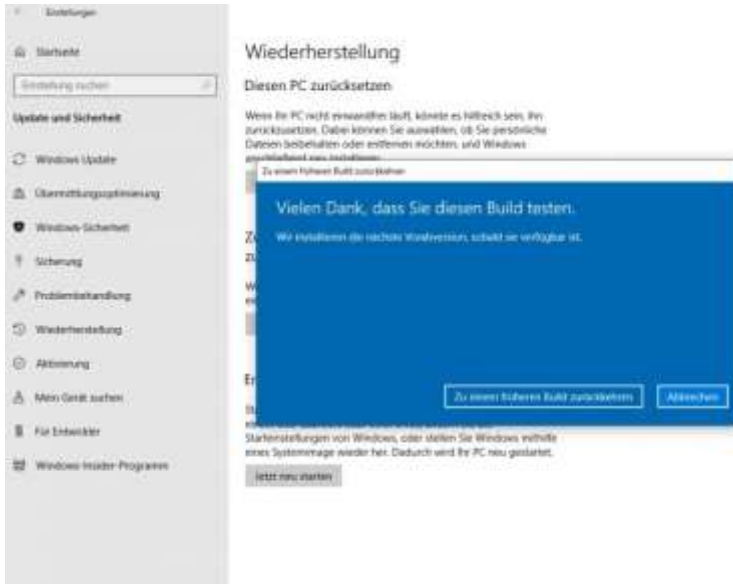 Einstellungen
Startseite
Einstellung suchen
Update und Sicherheit
Windows Update
Übermittlungsoptimierung
Windows-Sicherheit
Sicherung
Problembehandlung
Wiederherstellung
Aktivierung
Mein Gerät suchen
Für Entwickler
Windows-Insider-Programm
Wiederherstellung
Diesen PC zurücksetzen
Wenn Ihr PC nicht einwandfrei läuft, könnte es hilfreich sein, ihn
zurückzusetzen. Dabei können Sie auswählen, ob Sie persönliche
Dateien beibehalten oder entfernen möchten, und Windows
anschließend neu installieren.
Zu einem früheren Build zurückkehren
Vielen Dank, dass Sie diesen Build testen.
Wir installieren die nächste Vorabversion, sobald sie verfügbar ist.
Zu einem früheren Build zurückkehren
Abbrechen
Starteinstellungen von Windows, oder stellen Sie Windows mithilfe
eines Systemimage wieder her. Dadurch wird Ihr PC neu gestartet.
Jetzt neu starten